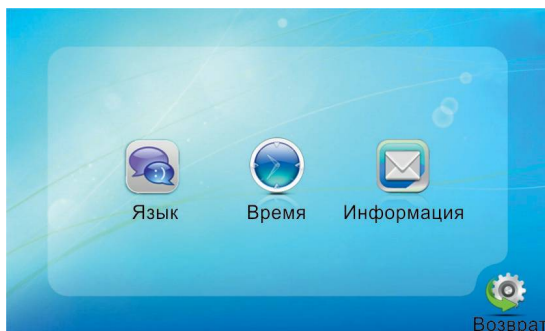 Язык Время Информация
Возврат